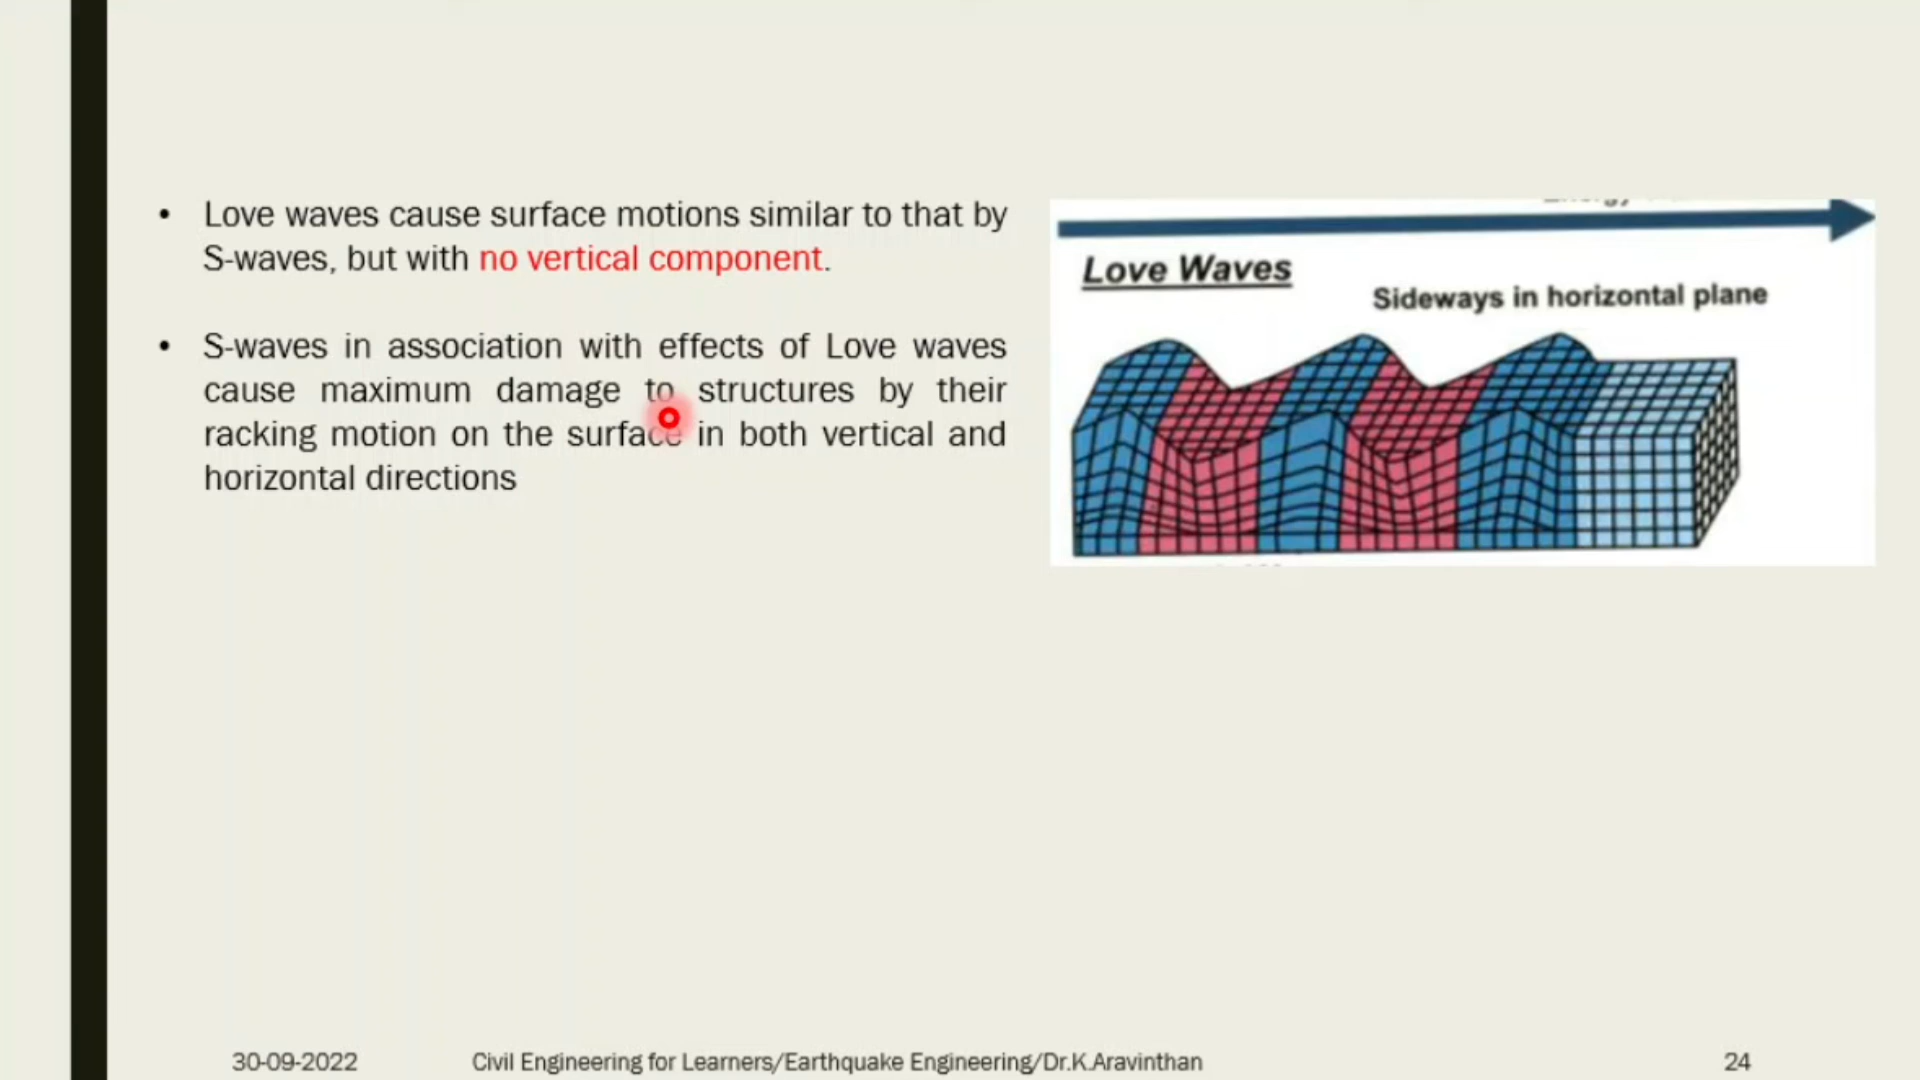 • Love waves cause surface motions similar to that by
S-waves, but with no vertical component.
• S-waves in association with effects of Love waves
cause maximum damage to structures by their
racking motion on the surface in both vertical and
horizontal directions
Love Waves
Sideways in horizontal plane
30-09-2022
Civil Engineering for Learners/Earthquake Engineering/Dr.K.Aravinthan
24